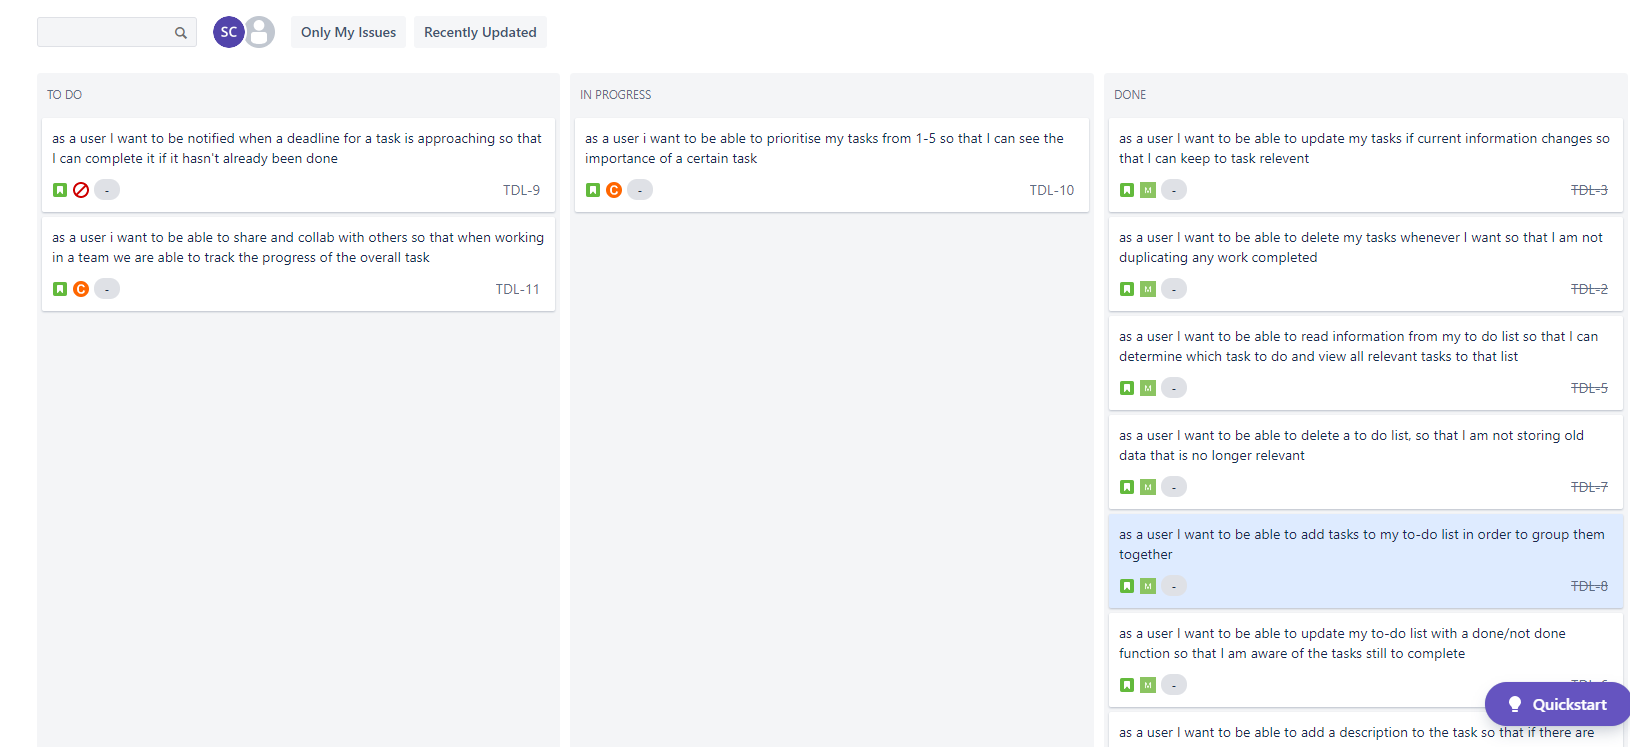 SC
Only My Issues
Recently Updated
TO DO
as a user I want to be notified when a deadline for a task is approaching so that
I can complete it if it hasn't already been done
-
TDL-9
as a user i want to be able to share and collab with others so that when working
in a team we are able to track the progress of the overall task
C
-
TDL-11
IN PROGRESS
as a user i want to be able to prioritise my tasks from 1-5 so that I can see the
importance of a certain task
C
-
TDL-10
DONE
as a user I want to be able to update my tasks if current information changes so
that I can keep to task relevent
M
-
TDL-3
as a user I want to be able to delete my tasks whenever I want so that I am not
duplicating any work completed
M
-
TDL-2
as a user I want to be able to read information from my to do list so that I can
determine which task to do and view all relevant tasks to that list
M
-
TDL-5
as a user I want to be able to delete a to do list, so that I am not storing old
data that is no longer relevant
M
-
TDL-7
as a user I want to be able to add tasks to my to-do list in order to group them
together
M
-
TDL-8
as a user I want to be able to update my to-do list with a done/not done
function so that I am aware of the tasks still to complete
M
-
Quickstart
as a user I want to be able to add a description to the task so that if there are